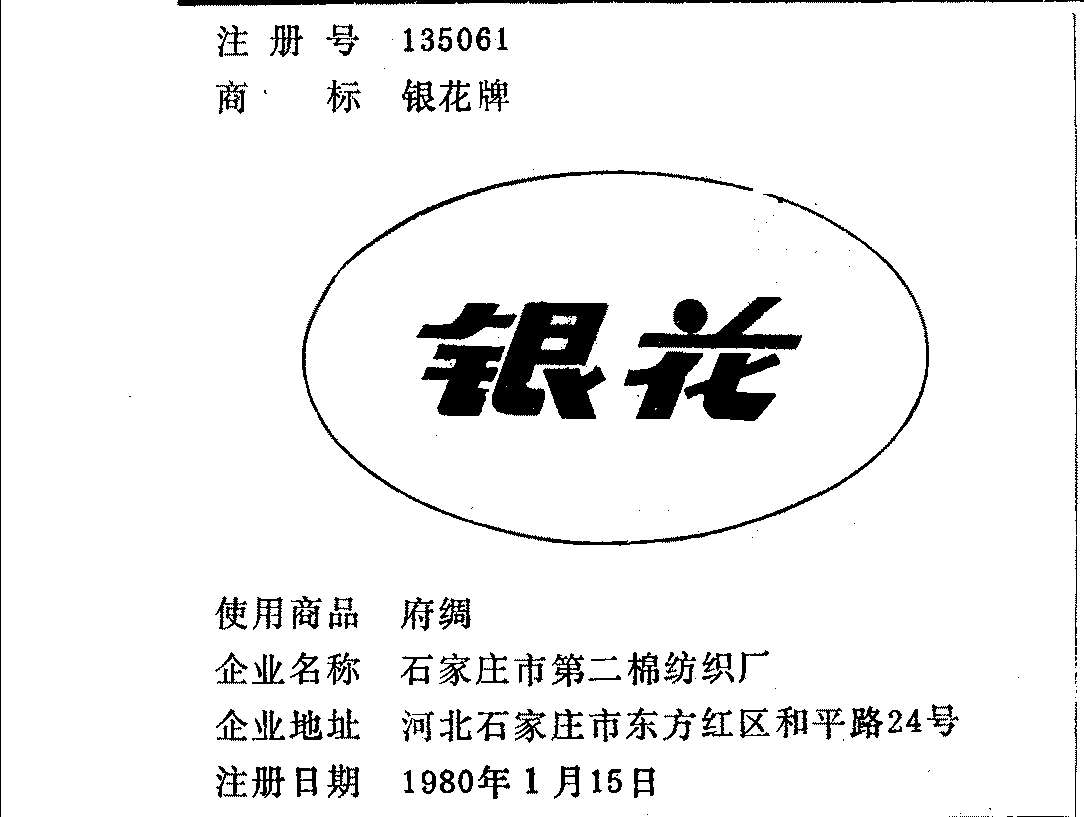 注册号 135061
商标 银花牌
银花
使用商品 府绸
企业名称 石家庄市第二棉纺织厂
企业地址 河北石家庄市东方红区和平路24号
注册日期 1980年1月15日